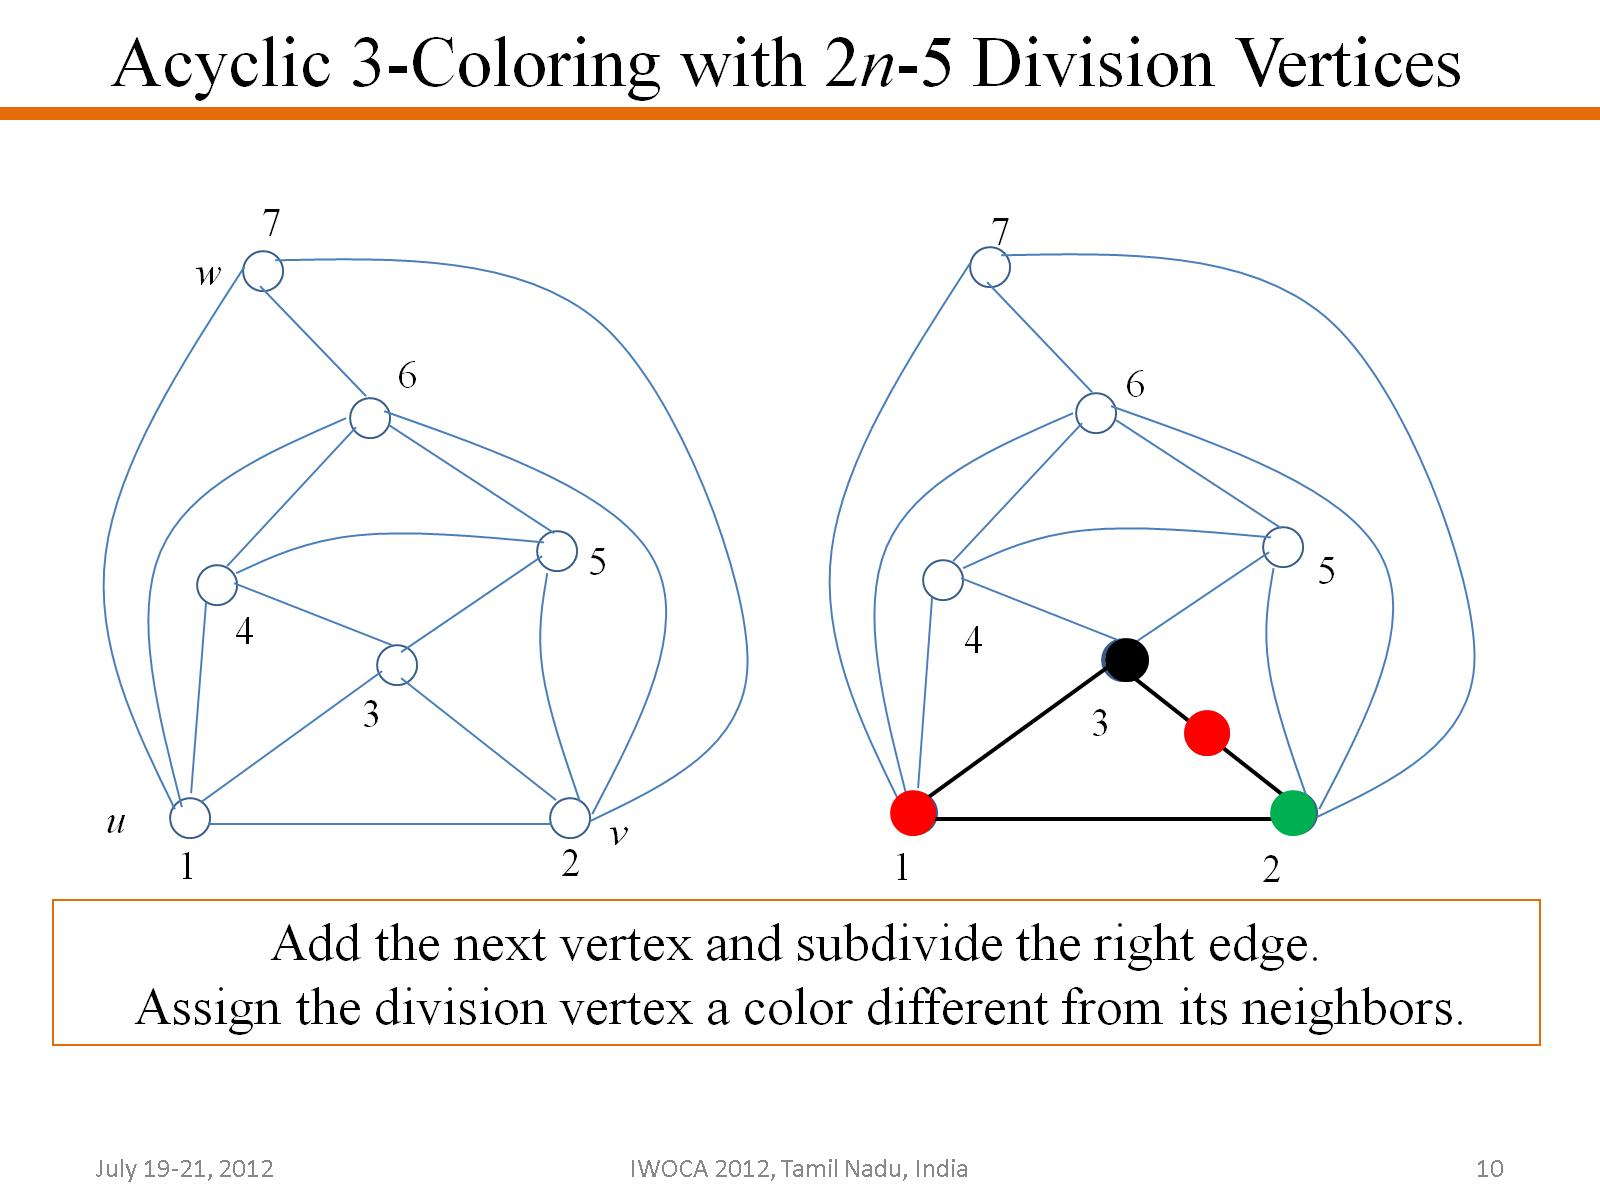 Acyclic 3-Coloring with 2n-5 Division Vertices
7
w
6
5
4
3
u
1
2
v
7
6
5
4
3
1
2
Add the next vertex and subdivide the right edge.
Assign the division vertex a color different from its neighbors.
July 19-21, 2012
IWOCA 2012, Tamil Nadu, India
10